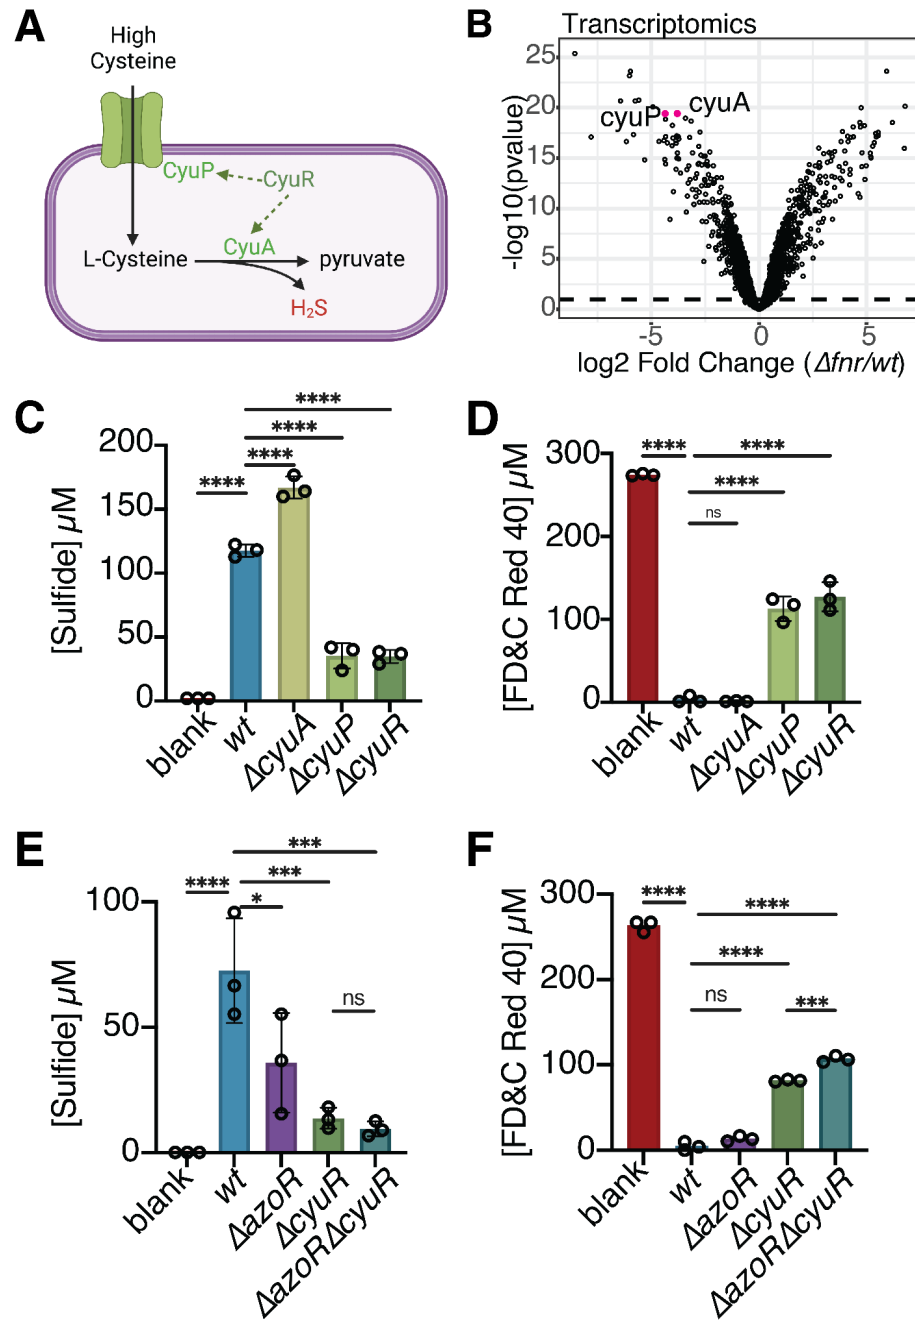 A
High
Cysteine
CyuP
CyuR
CyuA
L-Cysteine
pyruvate
H₂S
B
Transcriptomics
25
20
15
10
5
0
-log10(pvalue)
cyuP
cyuA
-5
0
5
log2 Fold Change (Δfnr/wt)
C
****
****
****
****
200
150
100
50
0
[Sulfide] µM
blank
wt
ΔcyuA
ΔcyuP
ΔcyuR
D
****
****
****
ns
300
200
100
0
[FD&C Red 40] µM
blank
wt
ΔcyuA
ΔcyuP
ΔcyuR
E
***
***
****
*
ns
100
50
0
[Sulfide] µM
blank
wt
ΔazoR
ΔcyuR
ΔazoRΔcyuR
F
****
****
****
ns
***
300
200
100
0
[FD&C Red 40] µM
blank
wt
ΔazoR
ΔcyuR
ΔazoRΔcyuR